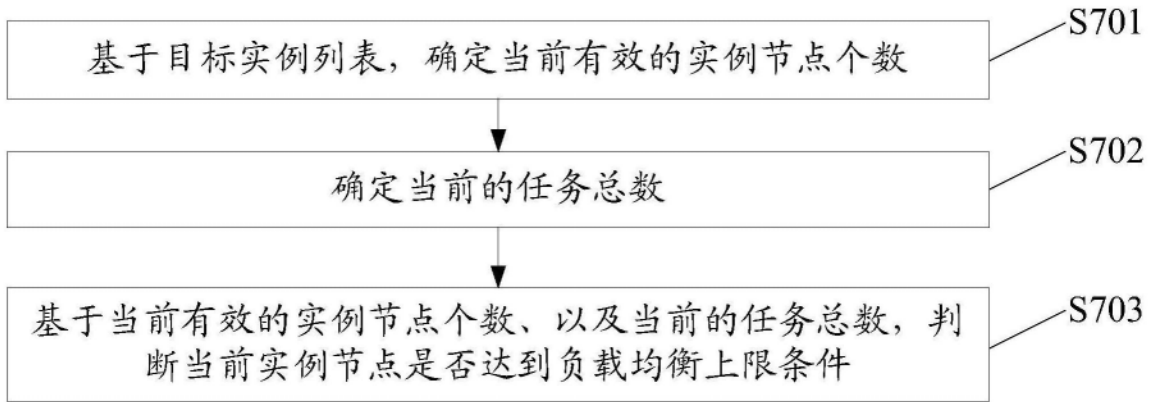 S701
基于目标实例列表，确定当前有效的实例节点个数
S702
确定当前的任务总数
S703
基于当前有效的实例节点个数、以及当前的任务总数，判
断当前实例节点是否达到负载均衡上限条件